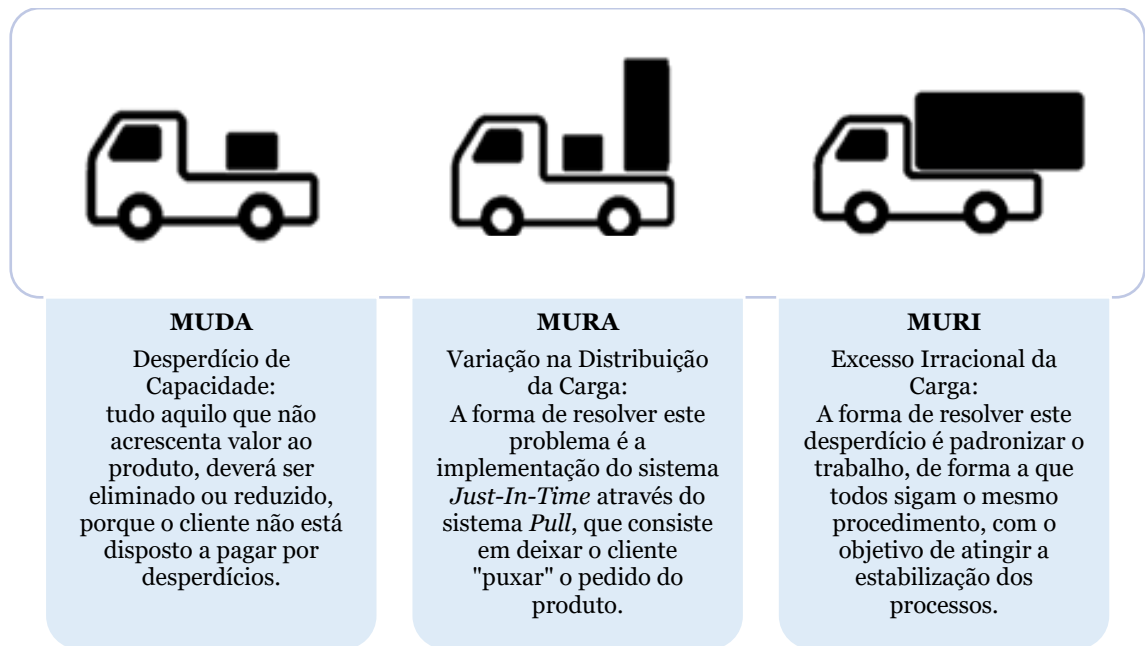 MUDA
Desperdício de
Capacidade:
tudo aquilo que não
acrescenta valor ao
produto, deverá ser
eliminado ou reduzido,
porque o cliente não está
disposto a pagar por
desperdícios.
MURA
Variação na Distribuição
da Carga:
A forma de resolver este
problema é a
implementação do sistema
Just-In-Time através do
sistema Pull, que consiste
em deixar o cliente
"puxar" o pedido do
produto.
MURI
Excesso Irracional da
Carga:
A forma de resolver este
desperdício é padronizar o
trabalho, de forma a que
todos sigam o mesmo
procedimento, com o
objetivo de atingir a
estabilização dos
processos.